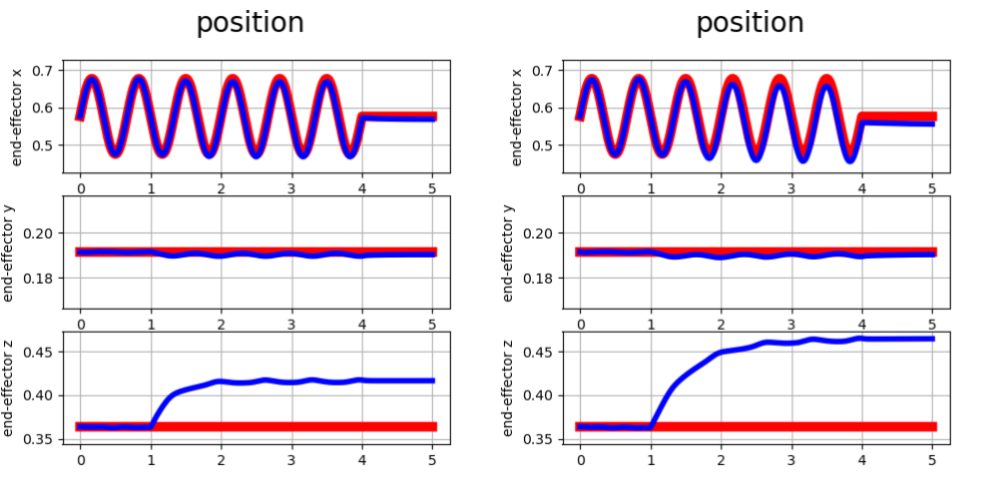 position
end-effector x
0.7
0.6
0.5
0 1 2 3 4 5
end-effector y
0.20
0.18
0 1 2 3 4 5
end-effector z
0.45
0.40
0.35
0 1 2 3 4 5
position
end-effector x
0.7
0.6
0.5
0 1 2 3 4 5
end-effector y
0.20
0.18
0 1 2 3 4 5
end-effector z
0.45
0.40
0.35
0 1 2 3 4 5